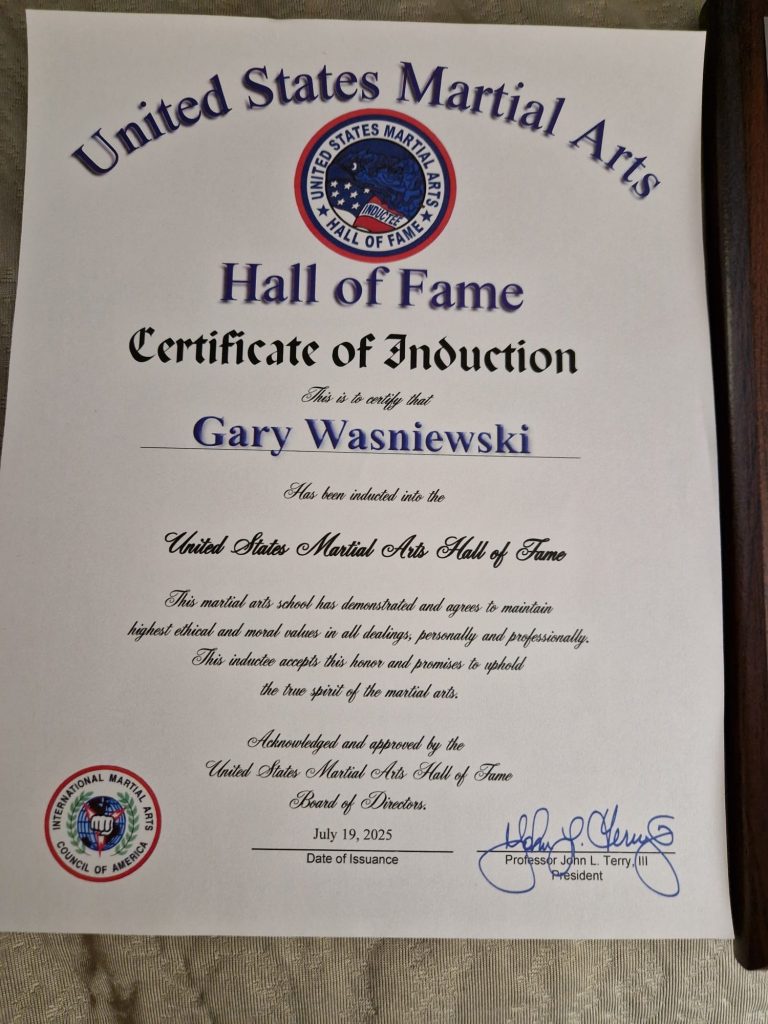 United States Martial Arts
UNITED STATES MARTIAL ARTS
INDUCTEE
HALL OF FAME
Hall of Fame
Certificate of Induction
This is to certify that
Gary Wasniewski
Has been inducted into the
United States Martial Arts Hall of Fame
This martial arts school has demonstrated and agrees to maintain
highest ethical and moral values in all dealings, personally and professionally.
This inductee accepts this honor and promises to uphold
the true spirit of the martial arts.
Acknowledged and approved by the
United States Martial Arts Hall of Fame
Board of Directors.
INTERNATIONAL MARTIAL ARTS
COUNCIL OF AMERICA
July 19, 2025
Date of Issuance
John L. Terry
Professor John L. Terry, III
President